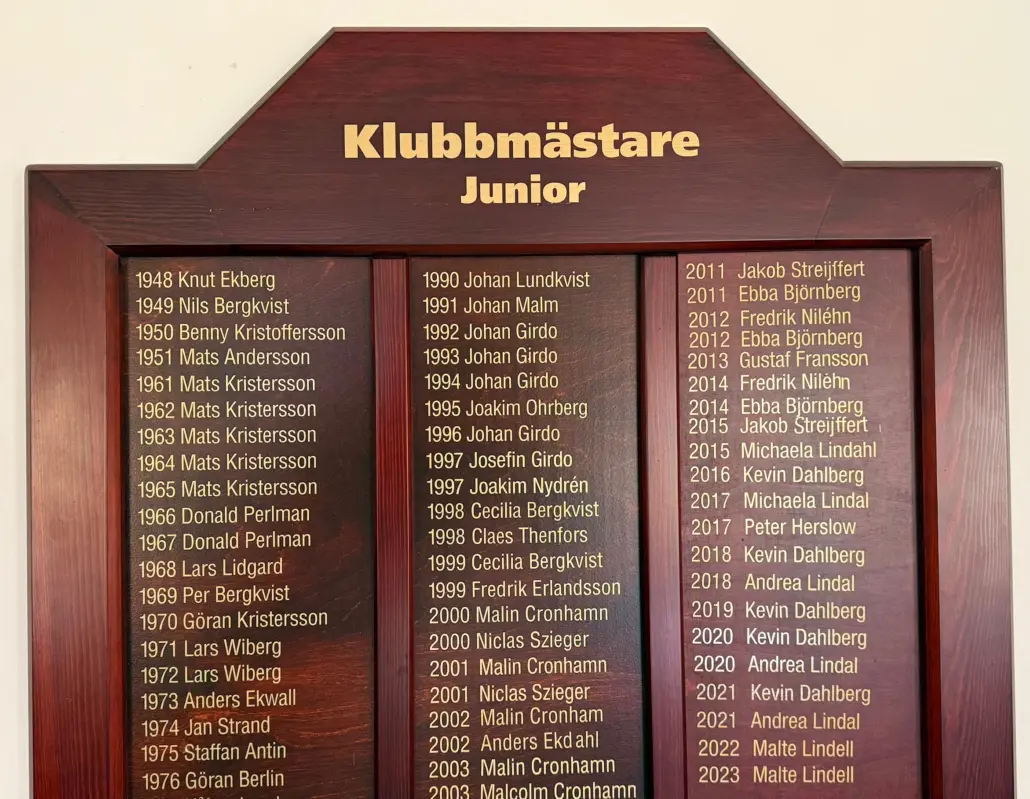 Klubbmästare
Junior
1948 Knut Ekberg
1949 Nils Bergkvist
1950 Benny Kristoffersson
1951 Mats Andersson
1961 Mats Kristersson
1962 Mats Kristersson
1963 Mats Kristersson
1964 Mats Kristersson
1965 Mats Kristersson
1966 Donald Perlman
1967 Donald Perlman
1968 Lars Lidgard
1969 Per Bergkvist
1970 Göran Kristersson
1971 Lars Wiberg
1972 Lars Wiberg
1973 Anders Ekwall
1974 Jan Strand
1975 Staffan Antin
1976 Göran Berlin
1990 Johan Lundkvist
1991 Johan Malm
1992 Johan Girdo
1993 Johan Girdo
1994 Johan Girdo
1995 Joakim Ohrberg
1996 Johan Girdo
1997 Josefin Girdo
1997 Joakim Nydrén
1998 Cecilia Bergkvist
1998 Claes Thenfors
1999 Cecilia Bergkvist
1999 Fredrik Erlandsson
2000 Malin Cronhamn
2000 Niclas Szieger
2001 Malin Cronhamn
2001 Niclas Szieger
2002 Malin Cronham
2002 Anders Ekdahl
2003 Malin Cronhamn
2003 Malcolm Cronhamn
2011 Jakob Streijffert
2011 Ebba Björnberg
2012 Fredrik Niléhn
2012 Ebba Björnberg
2013 Gustaf Fransson
2014 Fredrik Niléhn
2014 Ebba Björnberg
2015 Jakob Streijffert
2015 Michaela Lindahl
2016 Kevin Dahlberg
2017 Michaela Lindal
2017 Peter Herslow
2018 Kevin Dahlberg
2018 Andrea Lindal
2019 Kevin Dahlberg
2020 Kevin Dahlberg
2020 Andrea Lindal
2021 Kevin Dahlberg
2021 Andrea Lindal
2022 Malte Lindell
2023 Malte Lindell